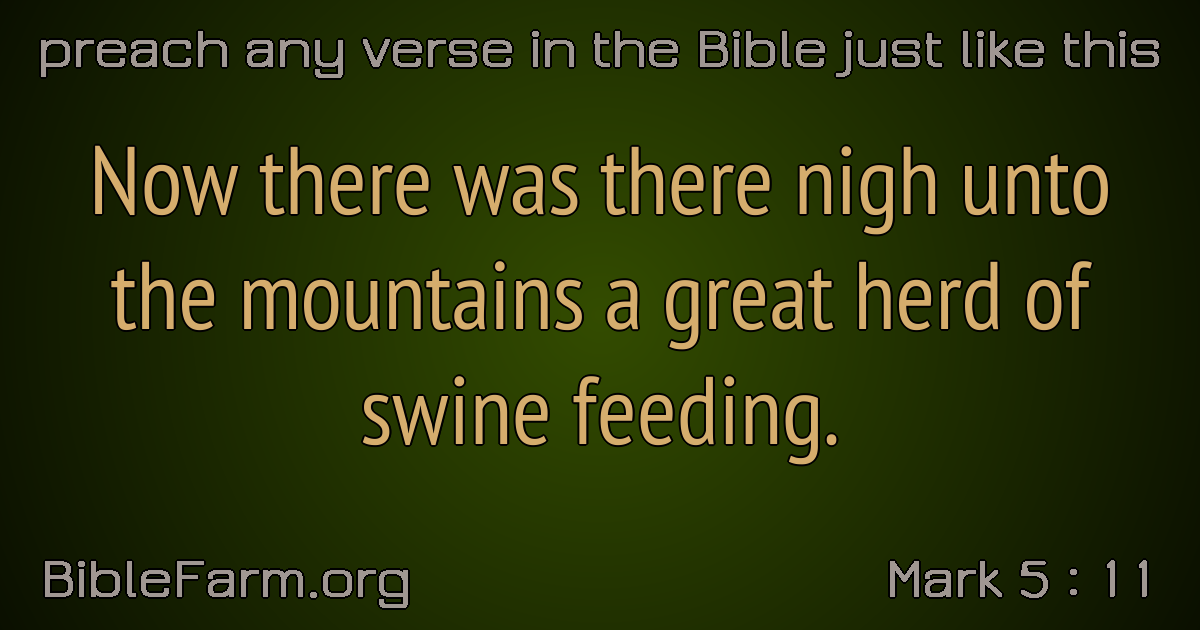 preach any verse in the Bible just like this
Now there was there nigh unto
the mountains a great herd of
swine feeding.
BibleFarm.org
Mark 5 : 11